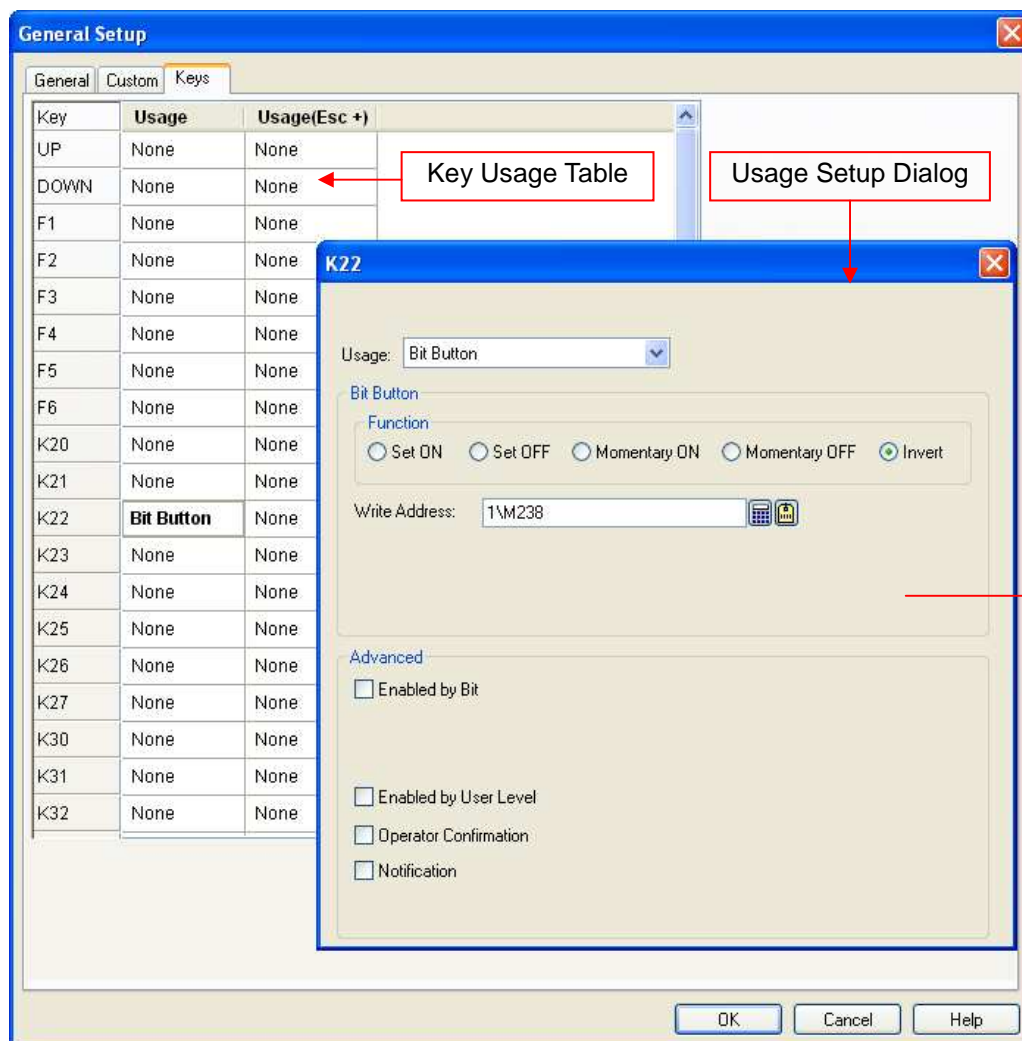 General Setup
General Custom Keys
Key Usage Usage(Esc +)
UP None None
DOWN None None
Key Usage Table
Usage Setup Dialog
F1 None None
F2 None None
F3 None None
F4 None None
F5 None None
F6 None None
K20 None None
K21 None None
K22 Bit Button None
K23 None None
K24 None None
K25 None None
K26 None None
K27 None None
K30 None None
K31 None None
K32 None None
K22
Usage: Bit Button
Bit Button
Function
Set ON Set OFF Momentary ON Momentary OFF Invert
Write Address: 1\M238
Advanced
Enabled by Bit
Enabled by User Level
Operator Confirmation
Notification
OK Cancel Help